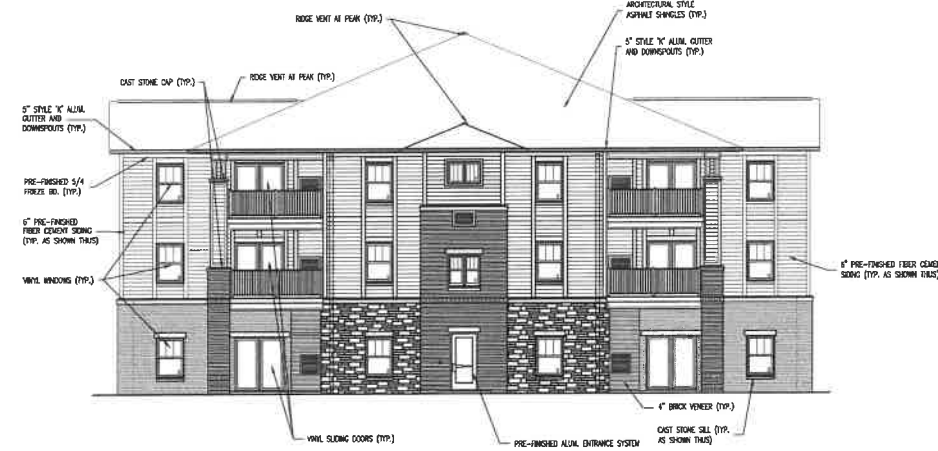 ARCHITECTURAL STYLE
ASPHALT SHINGLES (TYP.)
RIDGE VENT AT PEAK (TYP.)
5" STYLE 'K' ALUM. GUTTER
AND DOWNSPOUTS (TYP.)
CAST STONE CAP (TYP.)
RIDGE VENT AT PEAK (TYP.)
5" STYLE 'K' ALUM.
GUTTER AND
DOWNSPOUTS (TYP.)
PRE-FINISHED 5/4
FRIEZE BD. (TYP.)
6" PRE-FINISHED
FIBER CEMENT SIDING
(TYP. AS SHOWN THUS)
VINYL WINDOWS (TYP.)
6" PRE-FINISHED FIBER CEME
SIDING (TYP. AS SHOWN THUS)
4" BRICK VENEER (TYP.)
CAST STONE SILL (TYP.
AS SHOWN THUS)
VINYL SLIDING DOORS (TYP.)
PRE-FINISHED ALUM. ENTRANCE SYSTEM